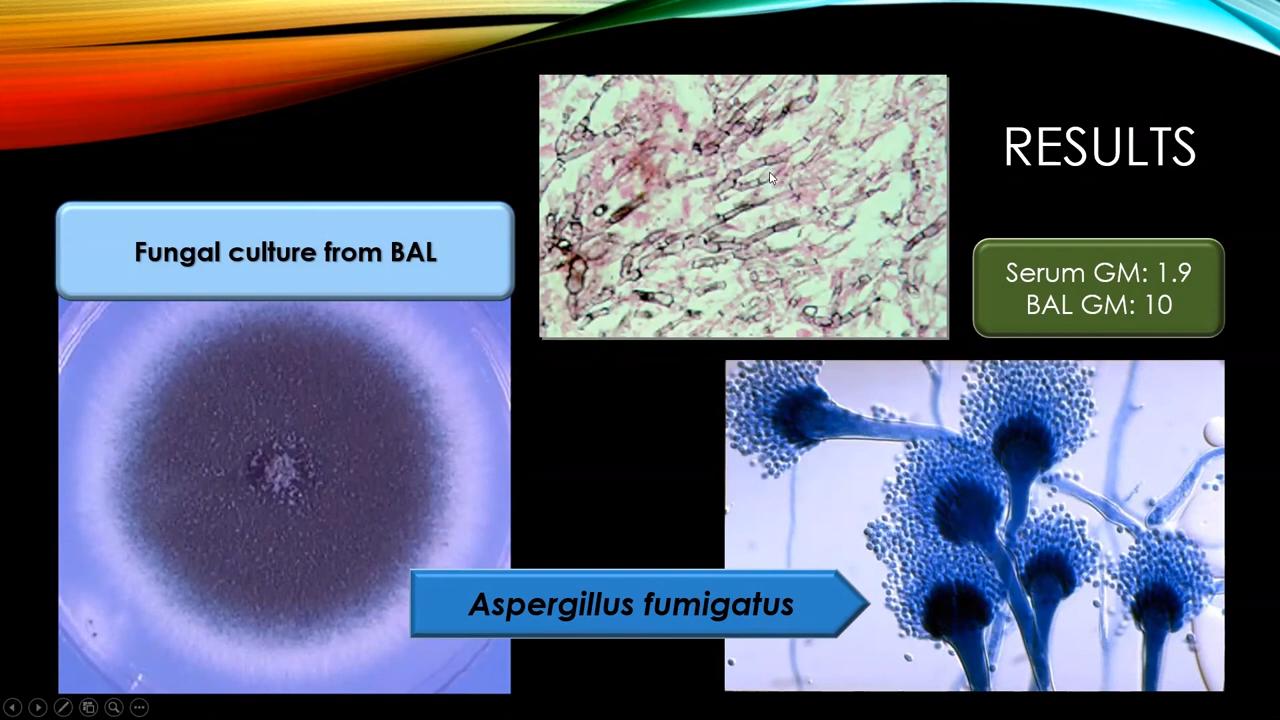 RESULTS
Fungal culture from BAL
Serum GM: 1.9
BAL GM: 10
Aspergillus fumigatus